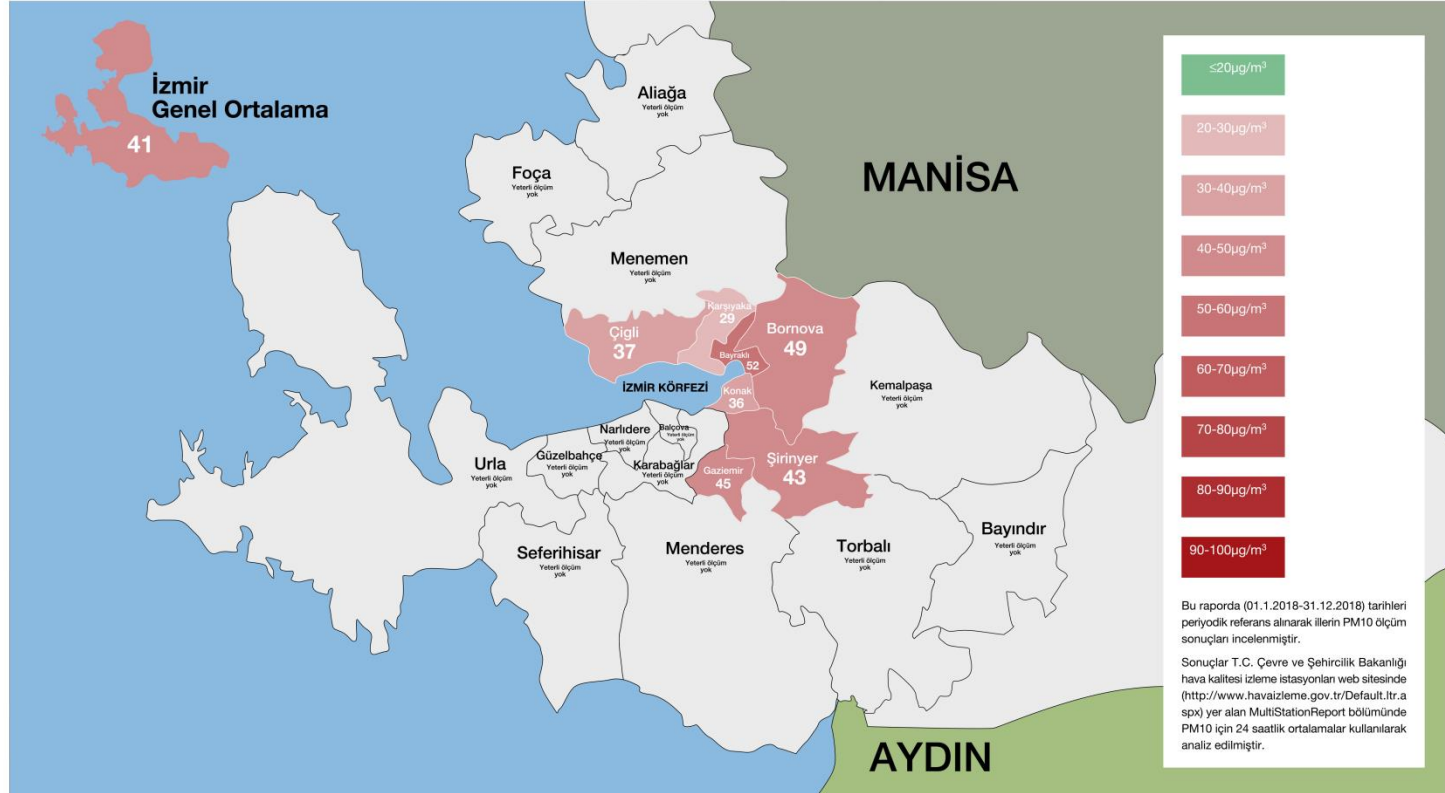 İzmir
Genel Ortalama
41
Aliağa
Yeterli ölçüm
yok
Foça
Yeterli ölçüm
yok
MANİSA
Menemen
Yeterli ölçüm
yok
Karşıyaka
29
Çigli
37
Bornova
49
Bayraklı
52
İZMİR KÖRFEZİ
Konak
36
Kemalpaşa
Yeterli ölçüm
yok
Narlıdere
Yeterli ölçüm
yok
Balçova
Yeterli ölçüm
yok
Urla
Yeterli ölçüm
yok
Güzelbahçe
Yeterli ölçüm
yok
Karabağlar
Yeterli ölçüm
yok
Gaziemir
45
Şirinyer
43
Seferihisar
Yeterli ölçüm
yok
Menderes
Yeterli ölçüm
yok
Torbalı
Yeterli ölçüm
yok
Bayındır
Yeterli ölçüm
yok
AYDIN
≤20µg/m³
20-30µg/m³
30-40µg/m³
40-50µg/m³
50-60µg/m³
60-70µg/m³
70-80µg/m³
80-90µg/m³
90-100µg/m³
Bu raporda (01.1.2018-31.12.2018) tarihleri
periyodik referans alınarak illerin PM10 ölçüm
sonuçları incelenmiştir.
Sonuçlar T.C. Çevre ve Şehircilik Bakanlığı
hava kalitesi izleme istasyonları web sitesinde
(http://www.havaizleme.gov.tr/Default.ltr.a
spx) yer alan MultiStationReport bölümünde
PM10 için 24 saatlik ortalamalar kullanılarak
analiz edilmiştir.